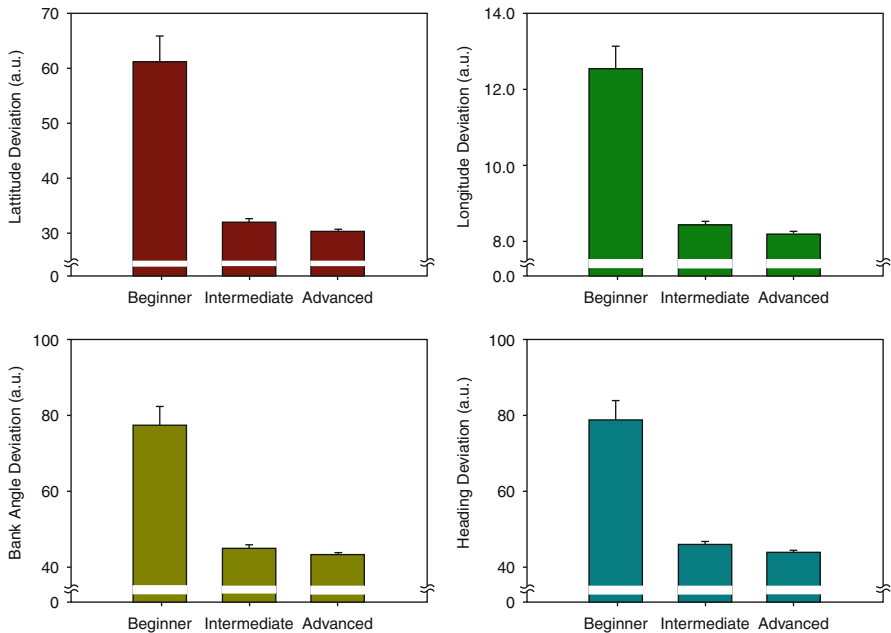 Lattitude Deviation (a.u.)
70
60
50
40
30
0
Beginner Intermediate Advanced
Longitude Deviation (a.u.)
14.0
12.0
10.0
8.0
0.0
Beginner Intermediate Advanced
Bank Angle Deviation (a.u.)
100
80
60
40
0
Beginner Intermediate Advanced
Heading Deviation (a.u.)
100
80
60
40
0
Beginner Intermediate Advanced